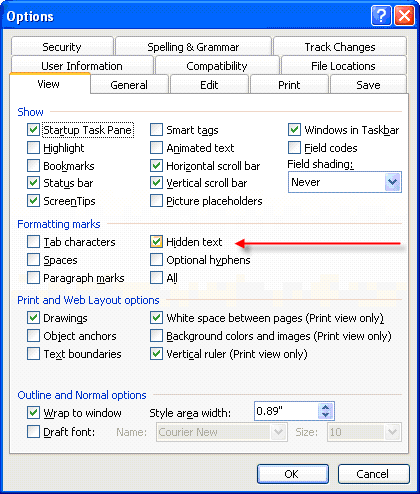 Options
Security Spelling & Grammar Track Changes
User Information Compatibility File Locations
View General Edit Print Save
Show
Startup Task Pane Smart tags Windows in Taskbar
Highlight Animated text Field codes
Bookmarks Horizontal scroll bar Field shading:
Status bar Vertical scroll bar Never
ScreenTips Picture placeholders
Formatting marks
Tab characters Hidden text
Spaces Optional hyphens
Paragraph marks All
Print and Web Layout options
Drawings White space between pages (Print view only)
Object anchors Background colors and images (Print view only)
Text boundaries Vertical ruler (Print view only)
Outline and Normal options
Wrap to window Style area width: 0.89"
Draft font: Name: Courier New Size: 10
OK Cancel